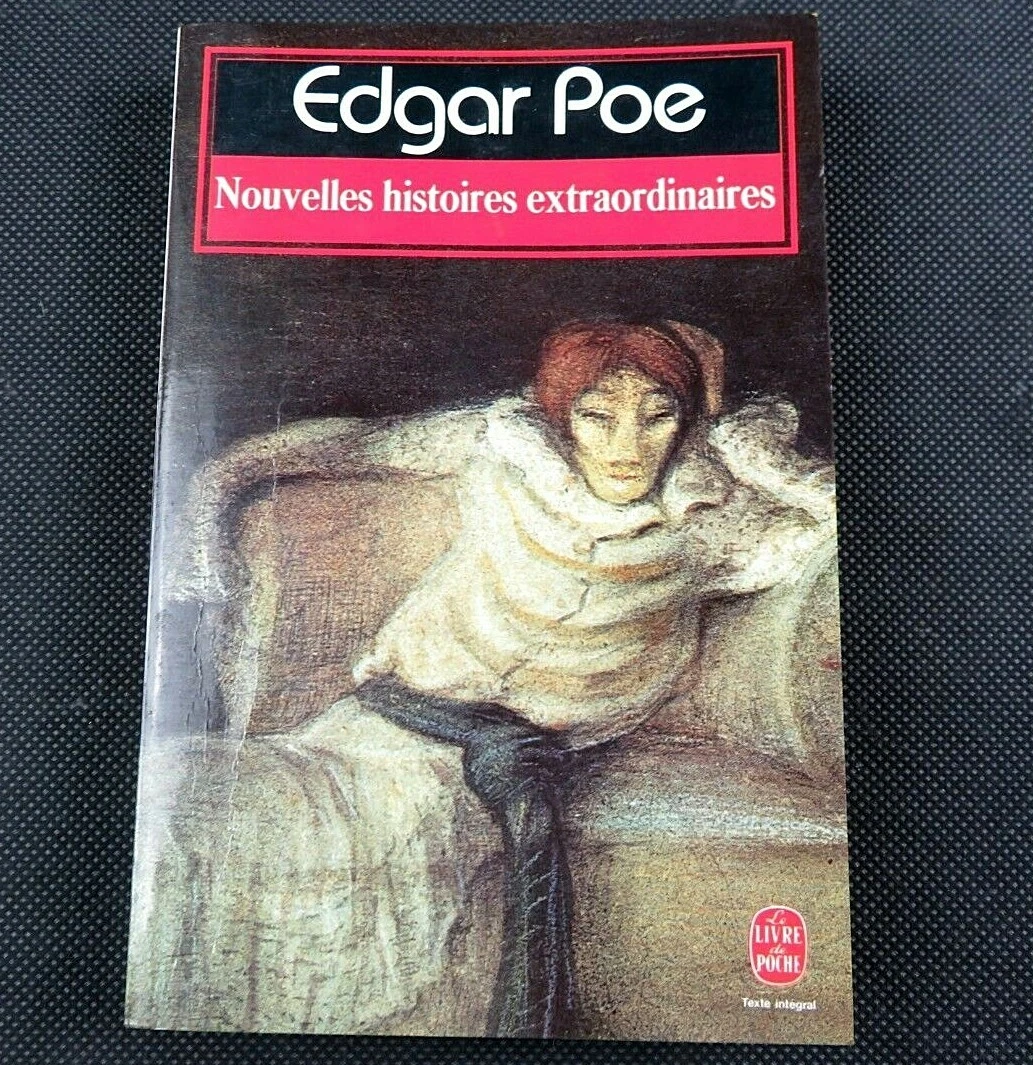 Edgar Poe
Nouvelles histoires extraordinaires
Le
LIVRE
de
POCHE
Texte intégral